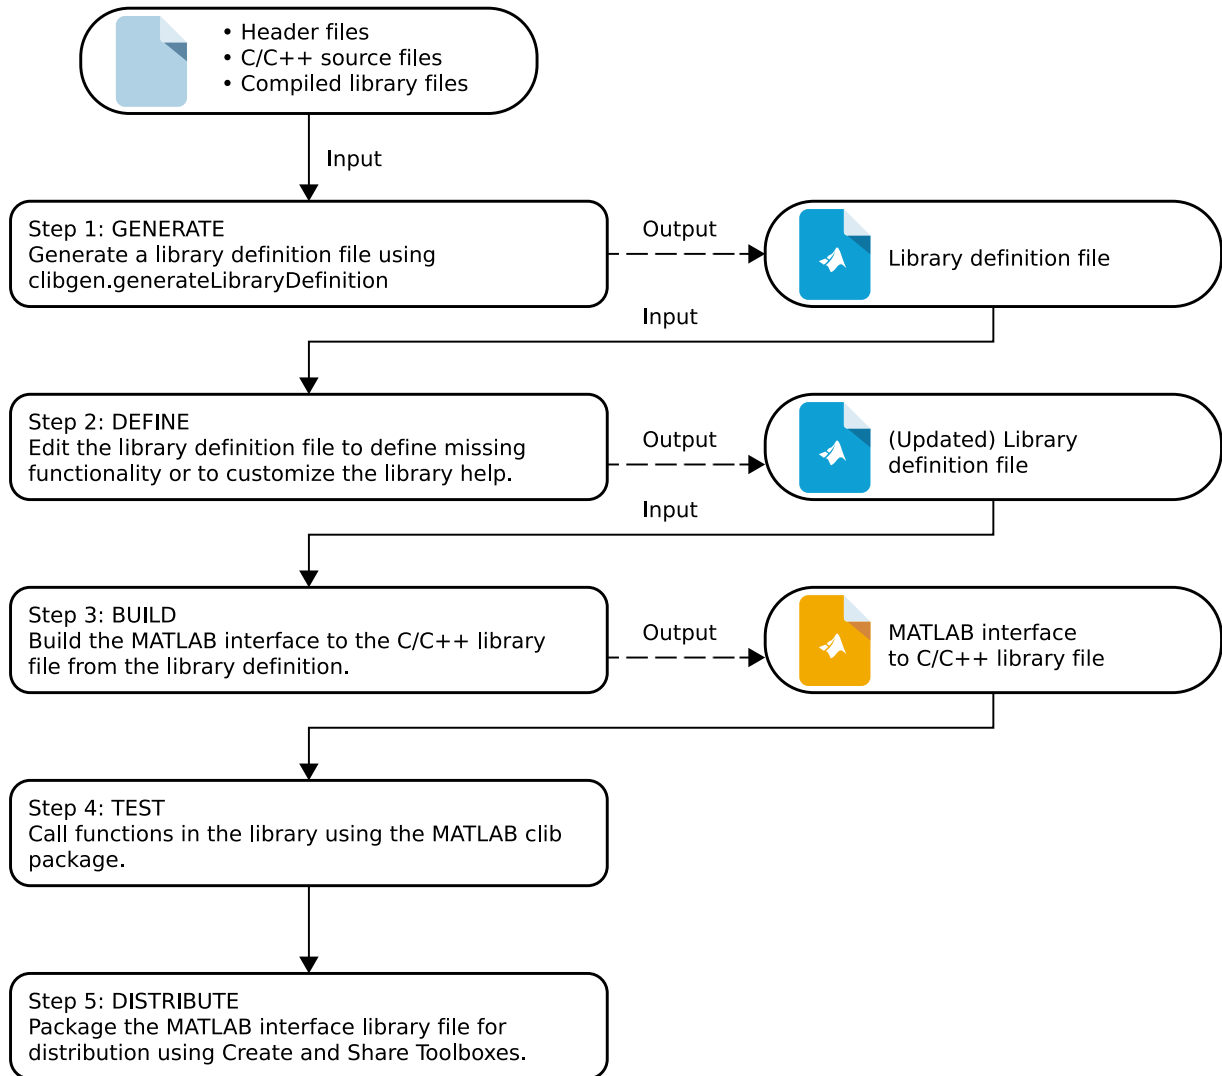 • Header files
• C/C++ source files
• Compiled library files
Input
Step 1: GENERATE
Generate a library definition file using
clibgen.generateLibraryDefinition
Output
Library definition file
Input
Step 2: DEFINE
Edit the library definition file to define missing
functionality or to customize the library help.
Output
(Updated) Library
definition file
Input
Step 3: BUILD
Build the MATLAB interface to the C/C++ library
file from the library definition.
Output
MATLAB interface
to C/C++ library file
Step 4: TEST
Call functions in the library using the MATLAB clib
package.
Step 5: DISTRIBUTE
Package the MATLAB interface library file for
distribution using Create and Share Toolboxes.